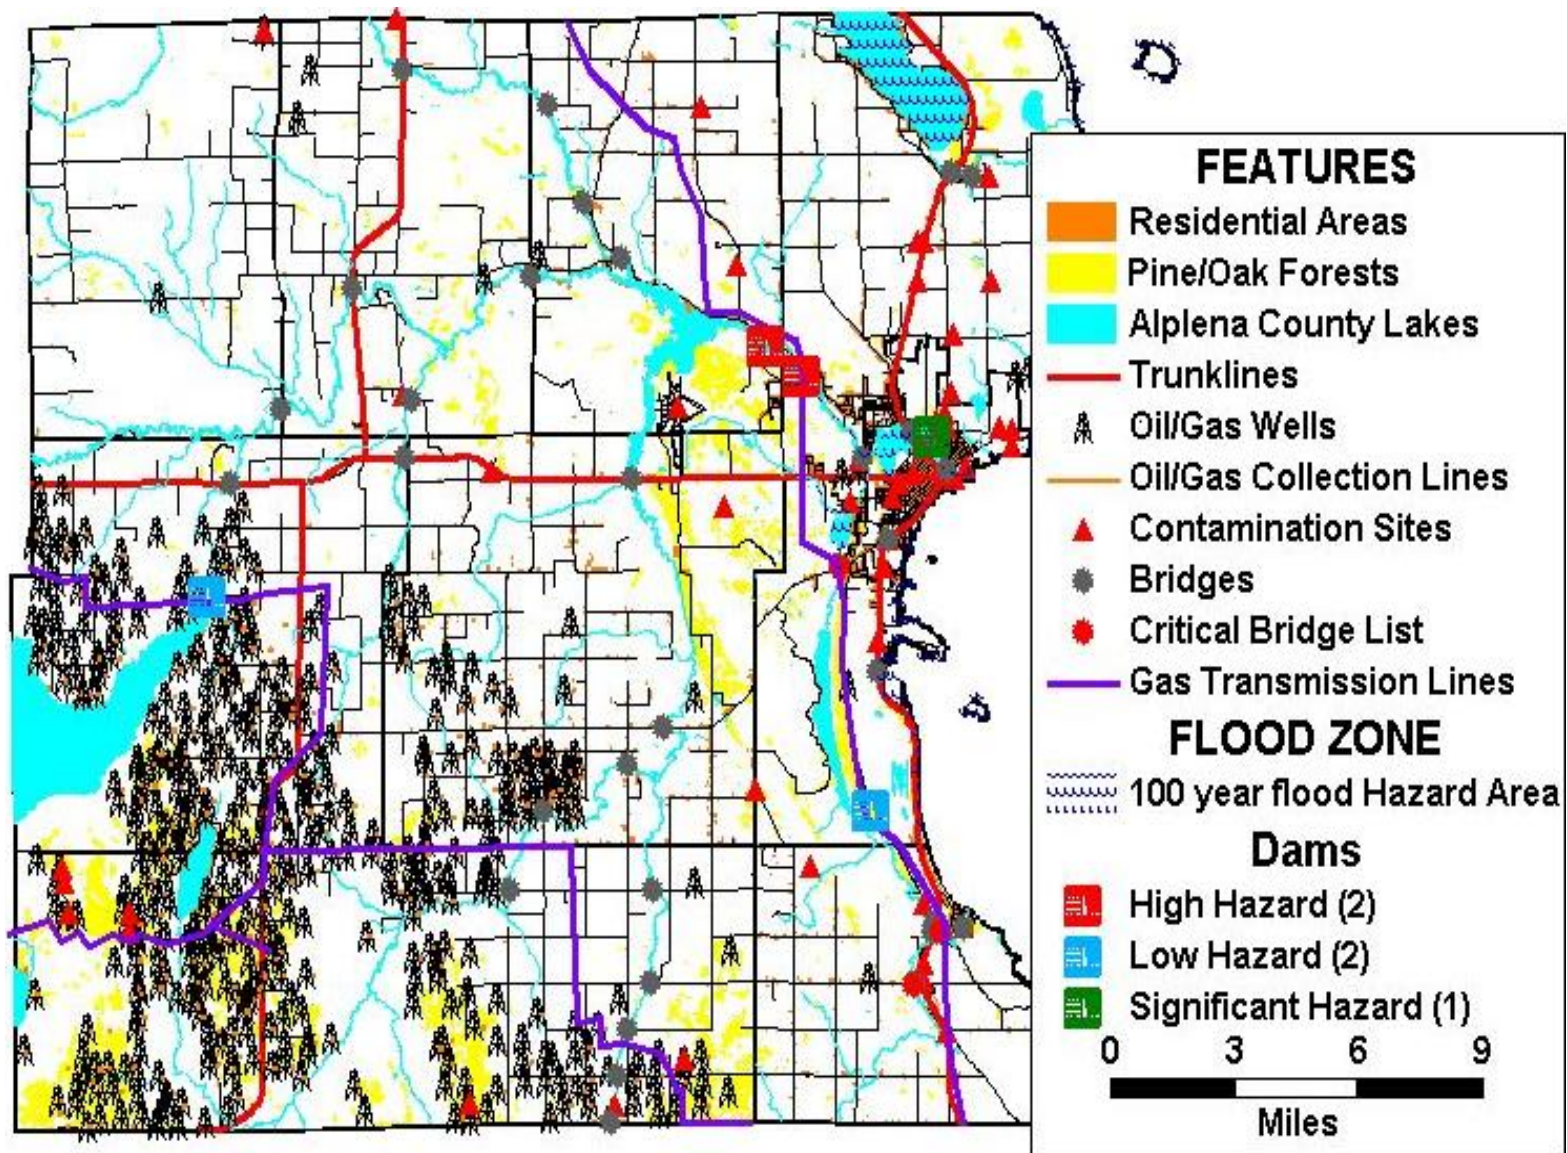 FEATURES
Residential Areas
Pine/Oak Forests
Alplena County Lakes
Trunklines
Oil/Gas Wells
Oil/Gas Collection Lines
Contamination Sites
Bridges
Critical Bridge List
Gas Transmission Lines
FLOOD ZONE
100 year flood Hazard Area
Dams
High Hazard (2)
Low Hazard (2)
Significant Hazard (1)
0 3 6 9
Miles